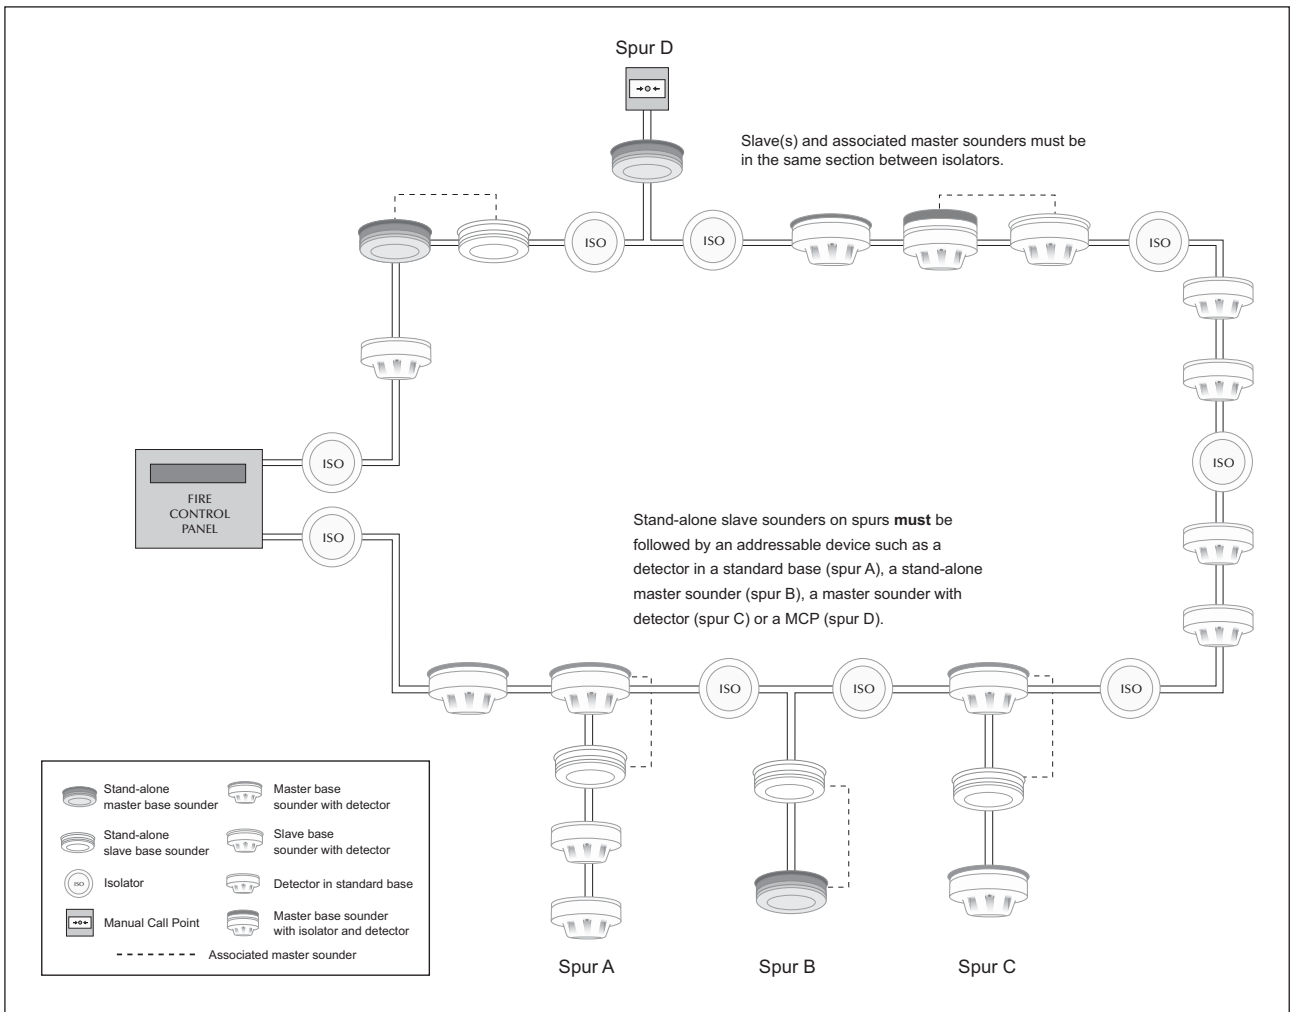 Spur D
Slave(s) and associated master sounders must be
in the same section between isolators.
ISO
ISO
ISO
ISO
ISO
FIRE
CONTROL
PANEL
ISO
ISO
Stand-alone slave sounders on spurs must be
followed by an addressable device such as a
detector in a standard base (spur A), a stand-alone
master sounder (spur B), a master sounder with
detector (spur C) or a MCP (spur D).
ISO
ISO
ISO
Stand-alone
master base sounder
Master base
sounder with detector
Stand-alone
slave base sounder
Slave base
sounder with detector
ISO
Isolator
Detector in standard base
Manual Call Point
Master base sounder
with isolator and detector
Associated master sounder
Spur A
Spur B
Spur C